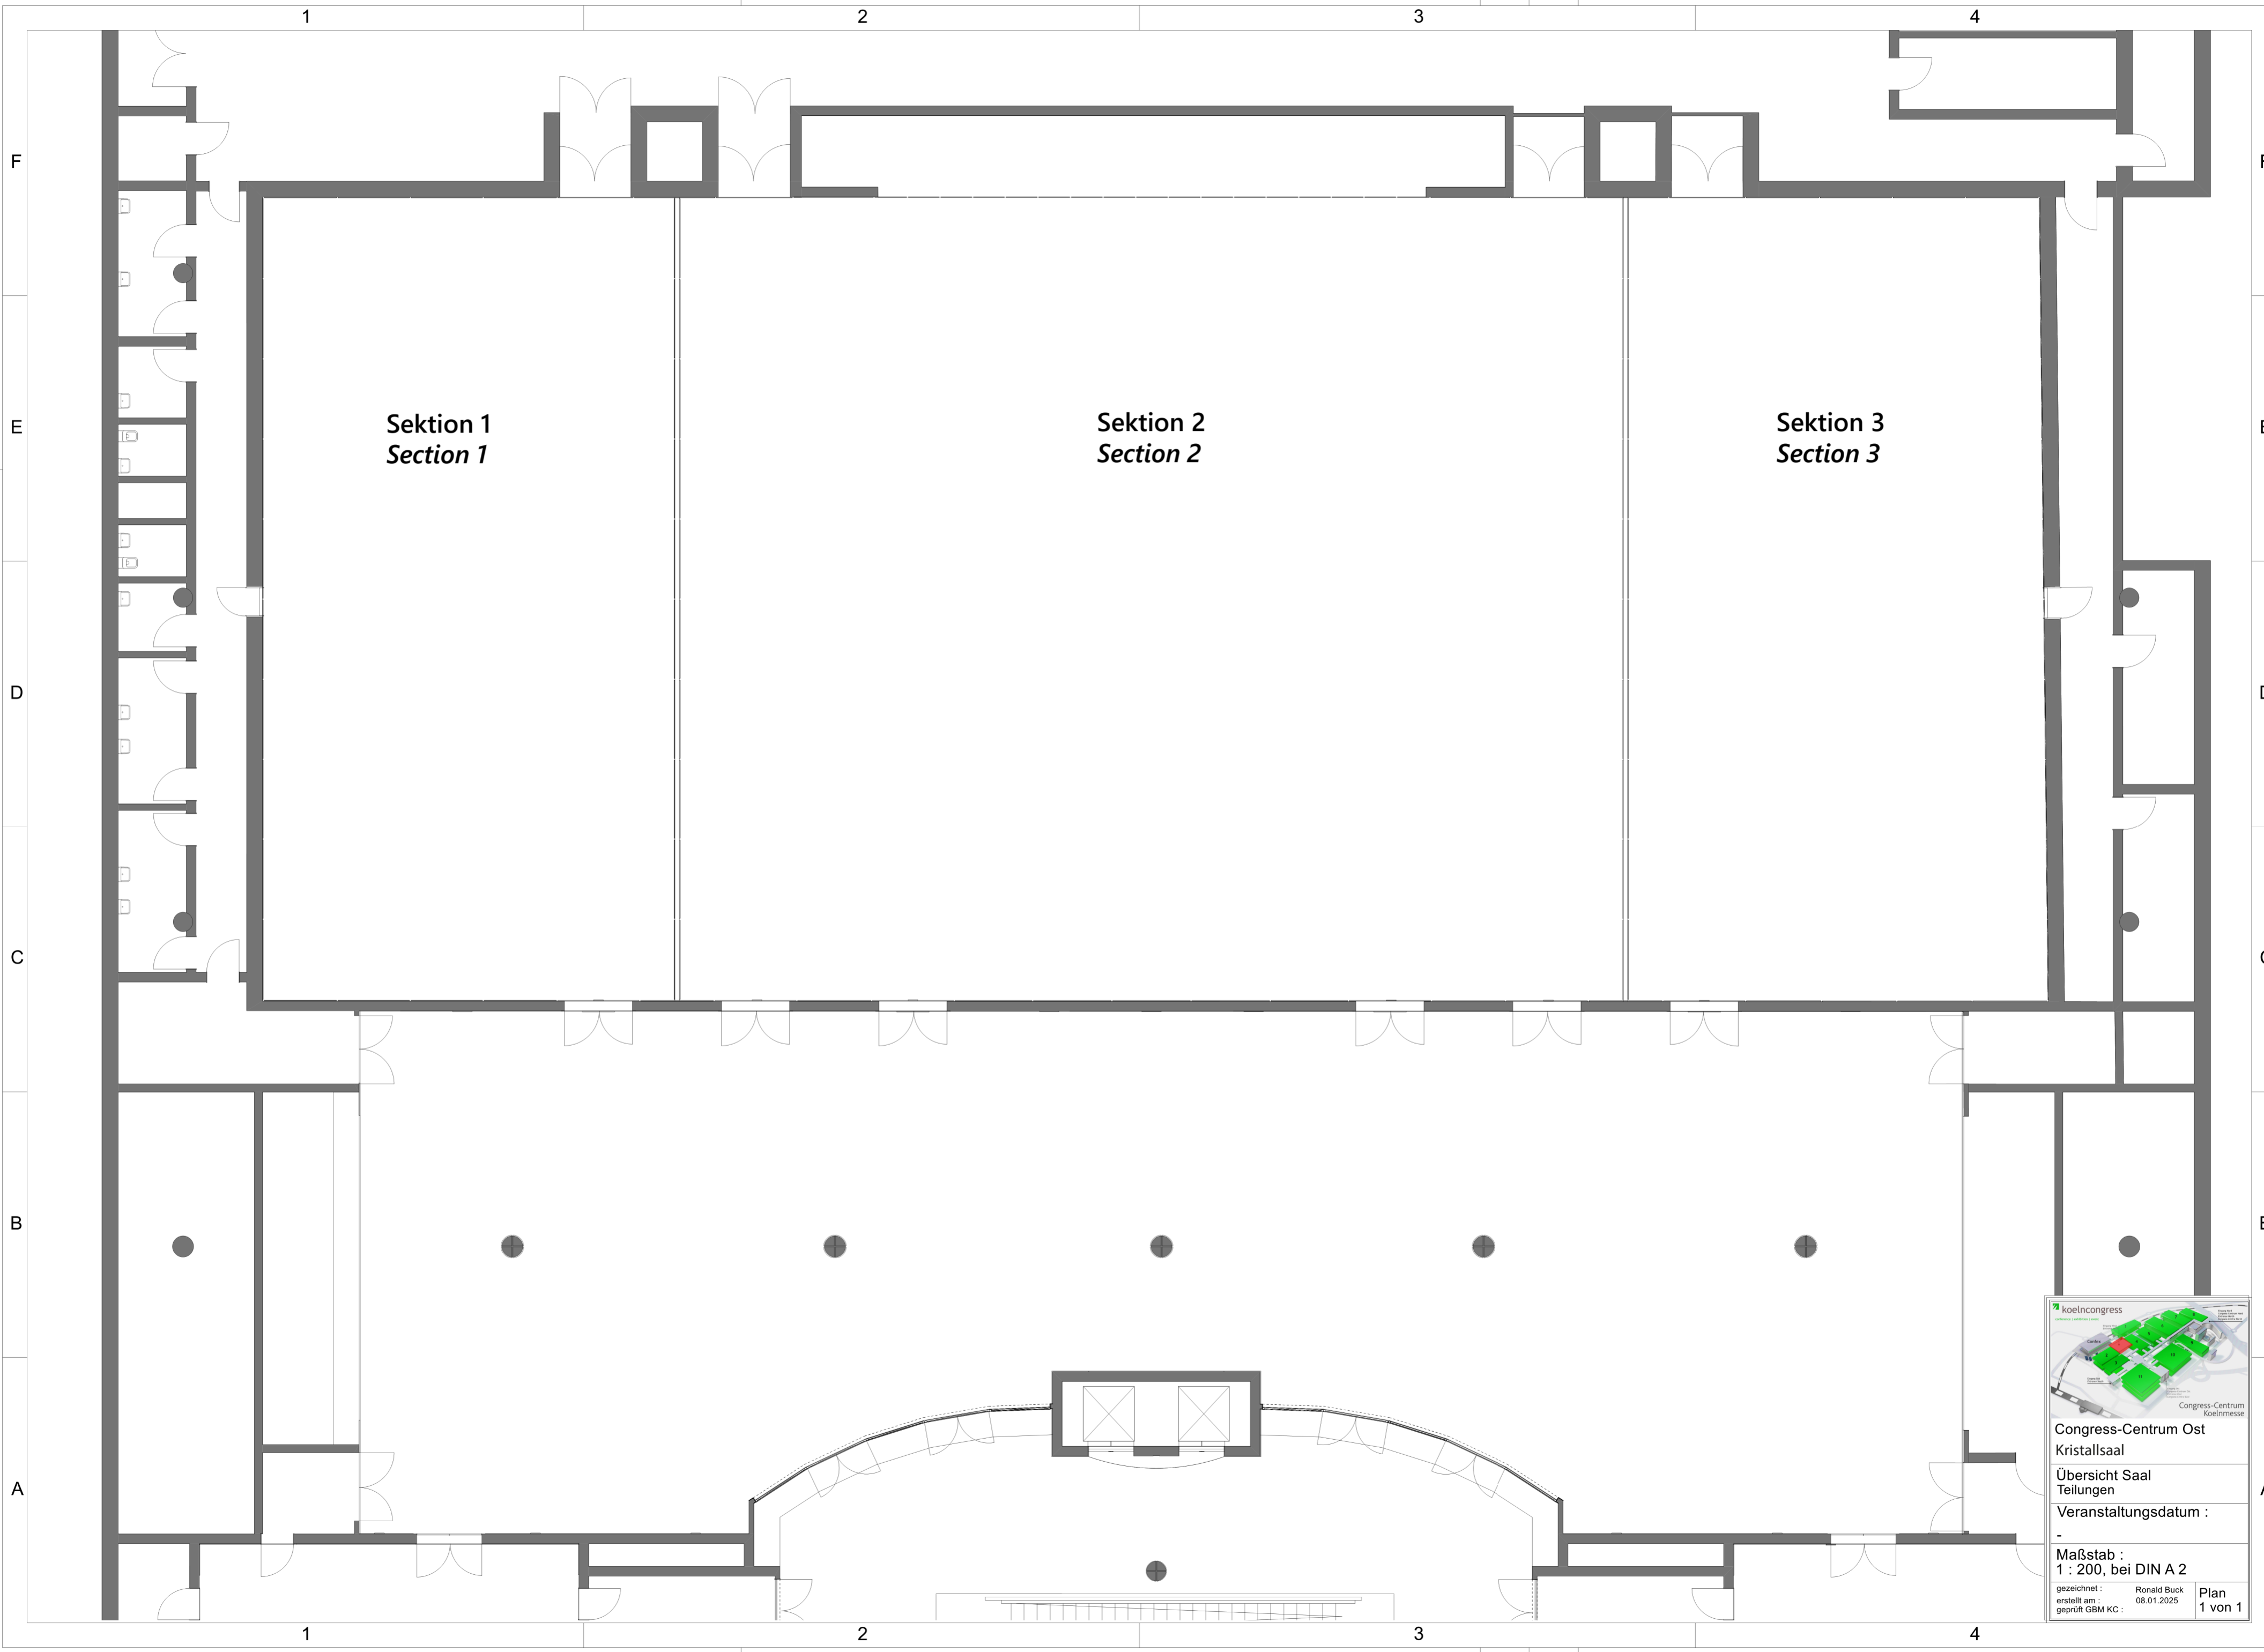 1 2 3 4
F
F
Sektion 1
Section 1
Sektion 2
Section 2
Sektion 3
Section 3
E
E
D
D
C
C
B
B
A
A
koelncongress
Congress-Centrum
Koelnmesse
Congress-Centrum Ost
Kristallsaal
Übersicht Saal
Teilungen
Veranstaltungsdatum :
-
Maßstab :
1 : 200, bei DIN A 2
gezeichnet : Ronald Buck
erstellt am : 08.01.2025
geprüft GBM KC :
Plan
1 von 1
1 2 3 4